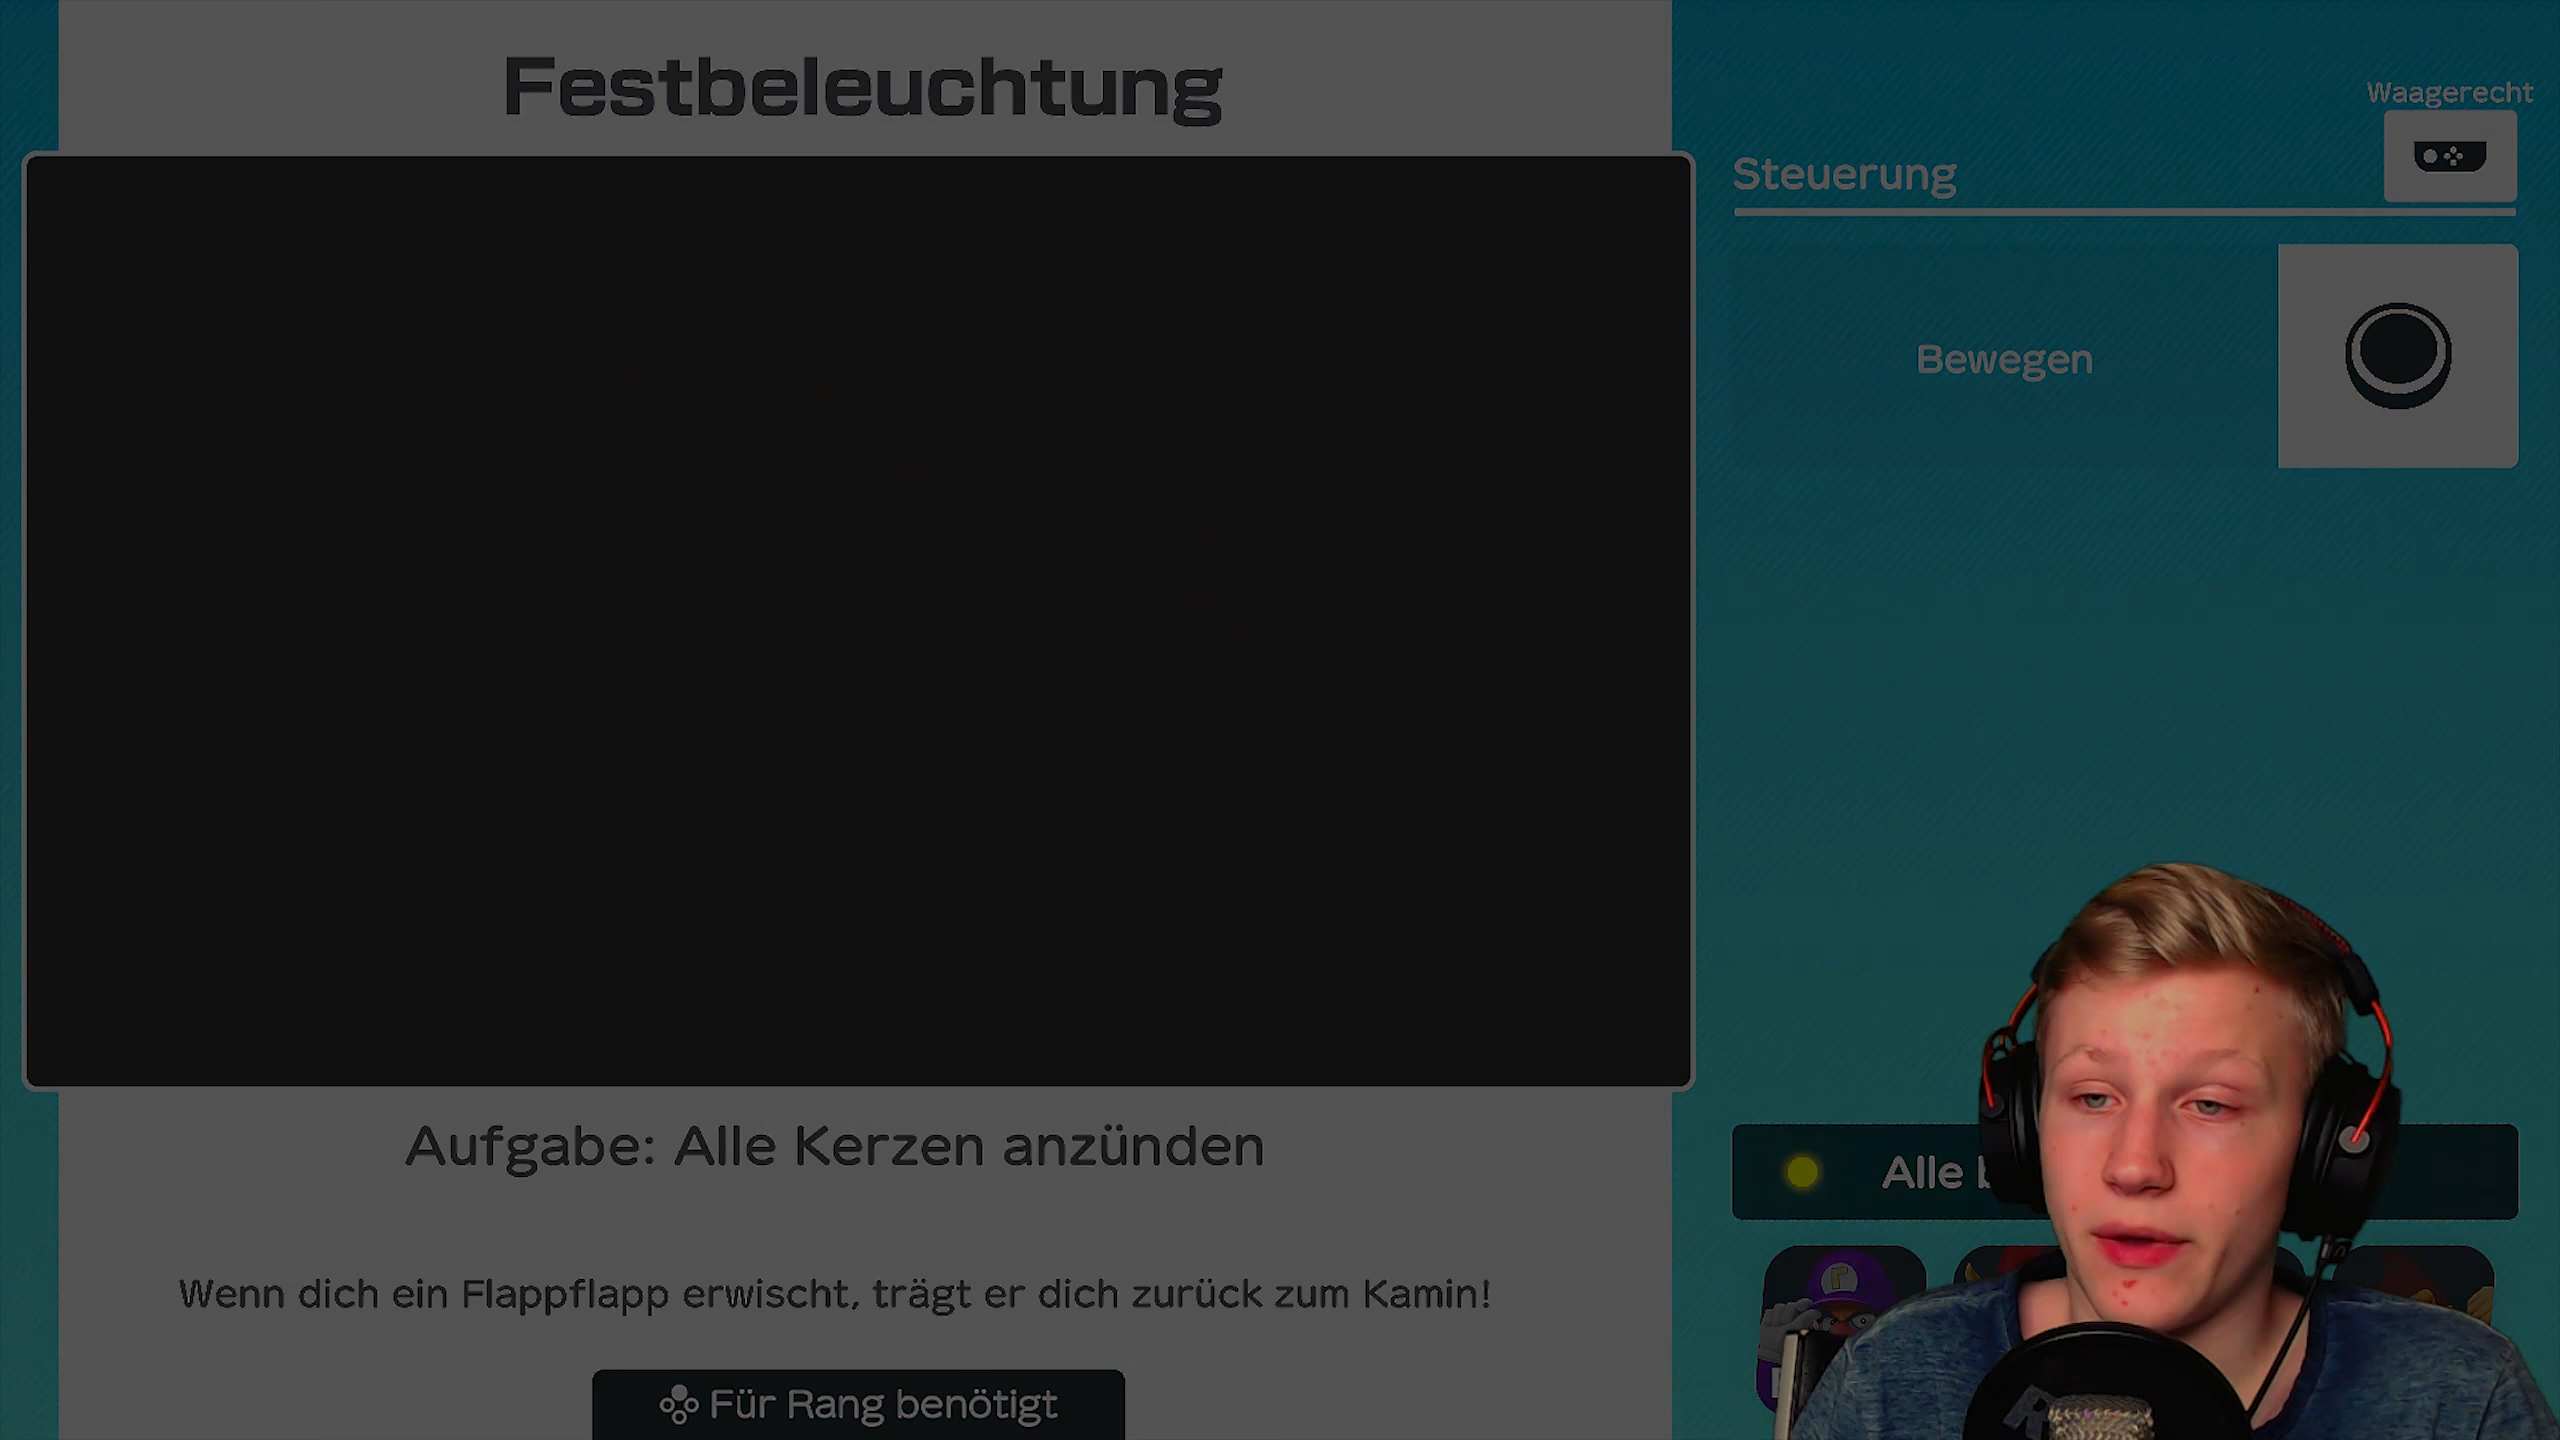 Festbeleuchtung
Waagerecht
Steuerung
Bewegen
Aufgabe: Alle Kerzen anzünden
Alle
Wenn dich ein Flappflapp erwischt, trägt er dich zurück zum Kamin!
Für Rang benötigt